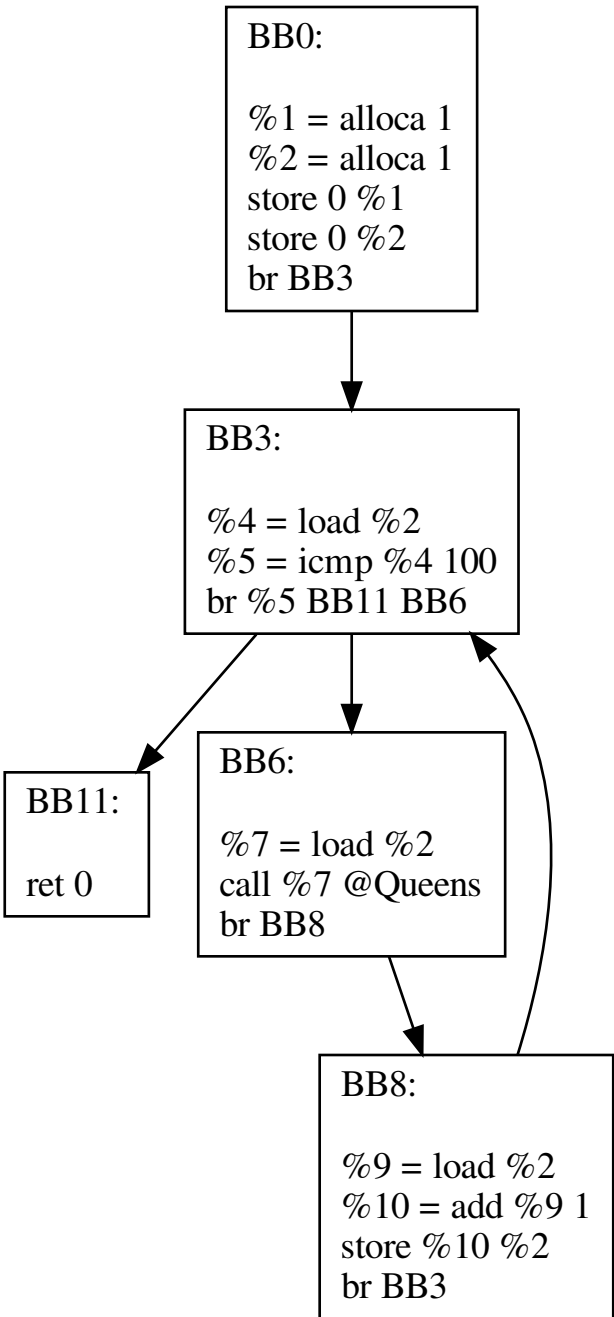 BB0:
%1 = alloca 1
%2 = alloca 1
store 0 %1
store 0 %2
br BB3
BB3:
%4 = load %2
%5 = icmp %4 100
br %5 BB11 BB6
BB11:
ret 0
BB6:
%7 = load %2
call %7 @Queens
br BB8
BB8:
%9 = load %2
%10 = add %9 1
store %10 %2
br BB3